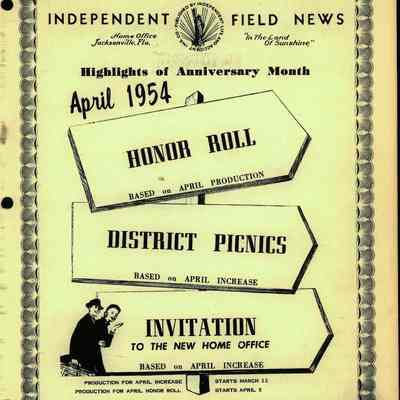 INDEPENDENT FIELD NEWS
Home Office
Jacksonville, Fla.
"In The Land
Of Sunshine"
Highlights of Anniversary Month
April 1954
HONOR ROLL
BASED on APRIL PRODUCTION
DISTRICT PICNICS
BASED on APRIL INCREASE
INVITATION
TO THE NEW HOME OFFICE
BASED on APRIL INCREASE
PRODUCTION FOR APRIL INCREASE STARTS MARCH 12
PRODUCTION FOR APRIL HONOR ROLL STARTS APRIL 5